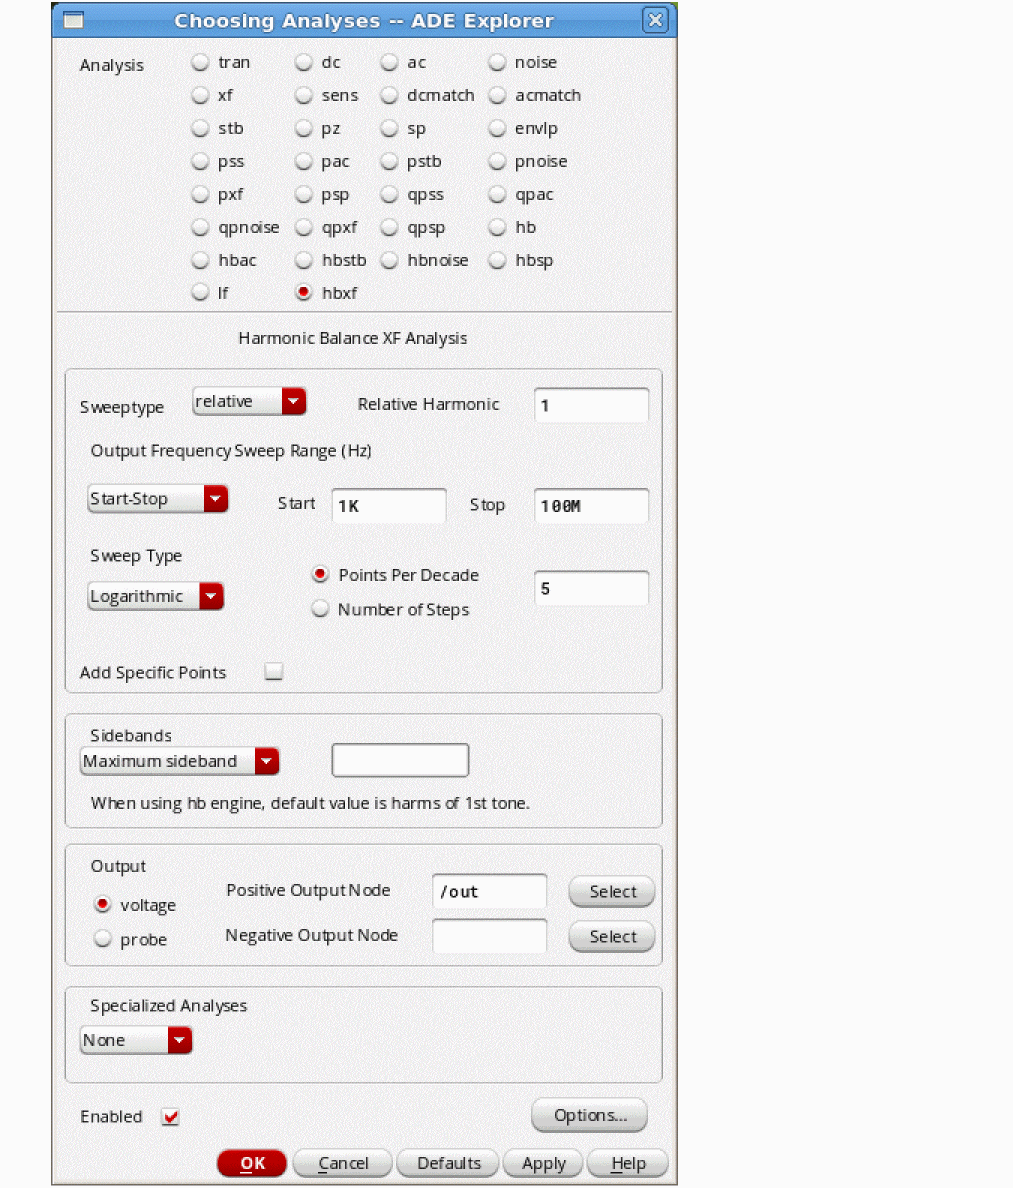 Choosing Analyses -- ADE Explorer
Analysis
tran dc ac noise
xf sens dcmatch acmatch
stb pz sp envlp
pss pac pstb pnoise
pxf psp qpss qpac
qpnoise qpxf qpsp hb
hbac hbstb hbnoise hbsp
lf hbxf
Harmonic Balance XF Analysis
Sweeptype relative Relative Harmonic 1
Output Frequency Sweep Range (Hz)
Start-Stop Start 1K Stop 100M
Sweep Type
Logarithmic
Points Per Decade 5
Number of Steps
Add Specific Points
Sidebands
Maximum sideband
When using hb engine, default value is harms of 1st tone.
Output
voltage
probe
Positive Output Node /out Select
Negative Output Node Select
Specialized Analyses
None
Enabled Options...
OK Cancel Defaults Apply Help